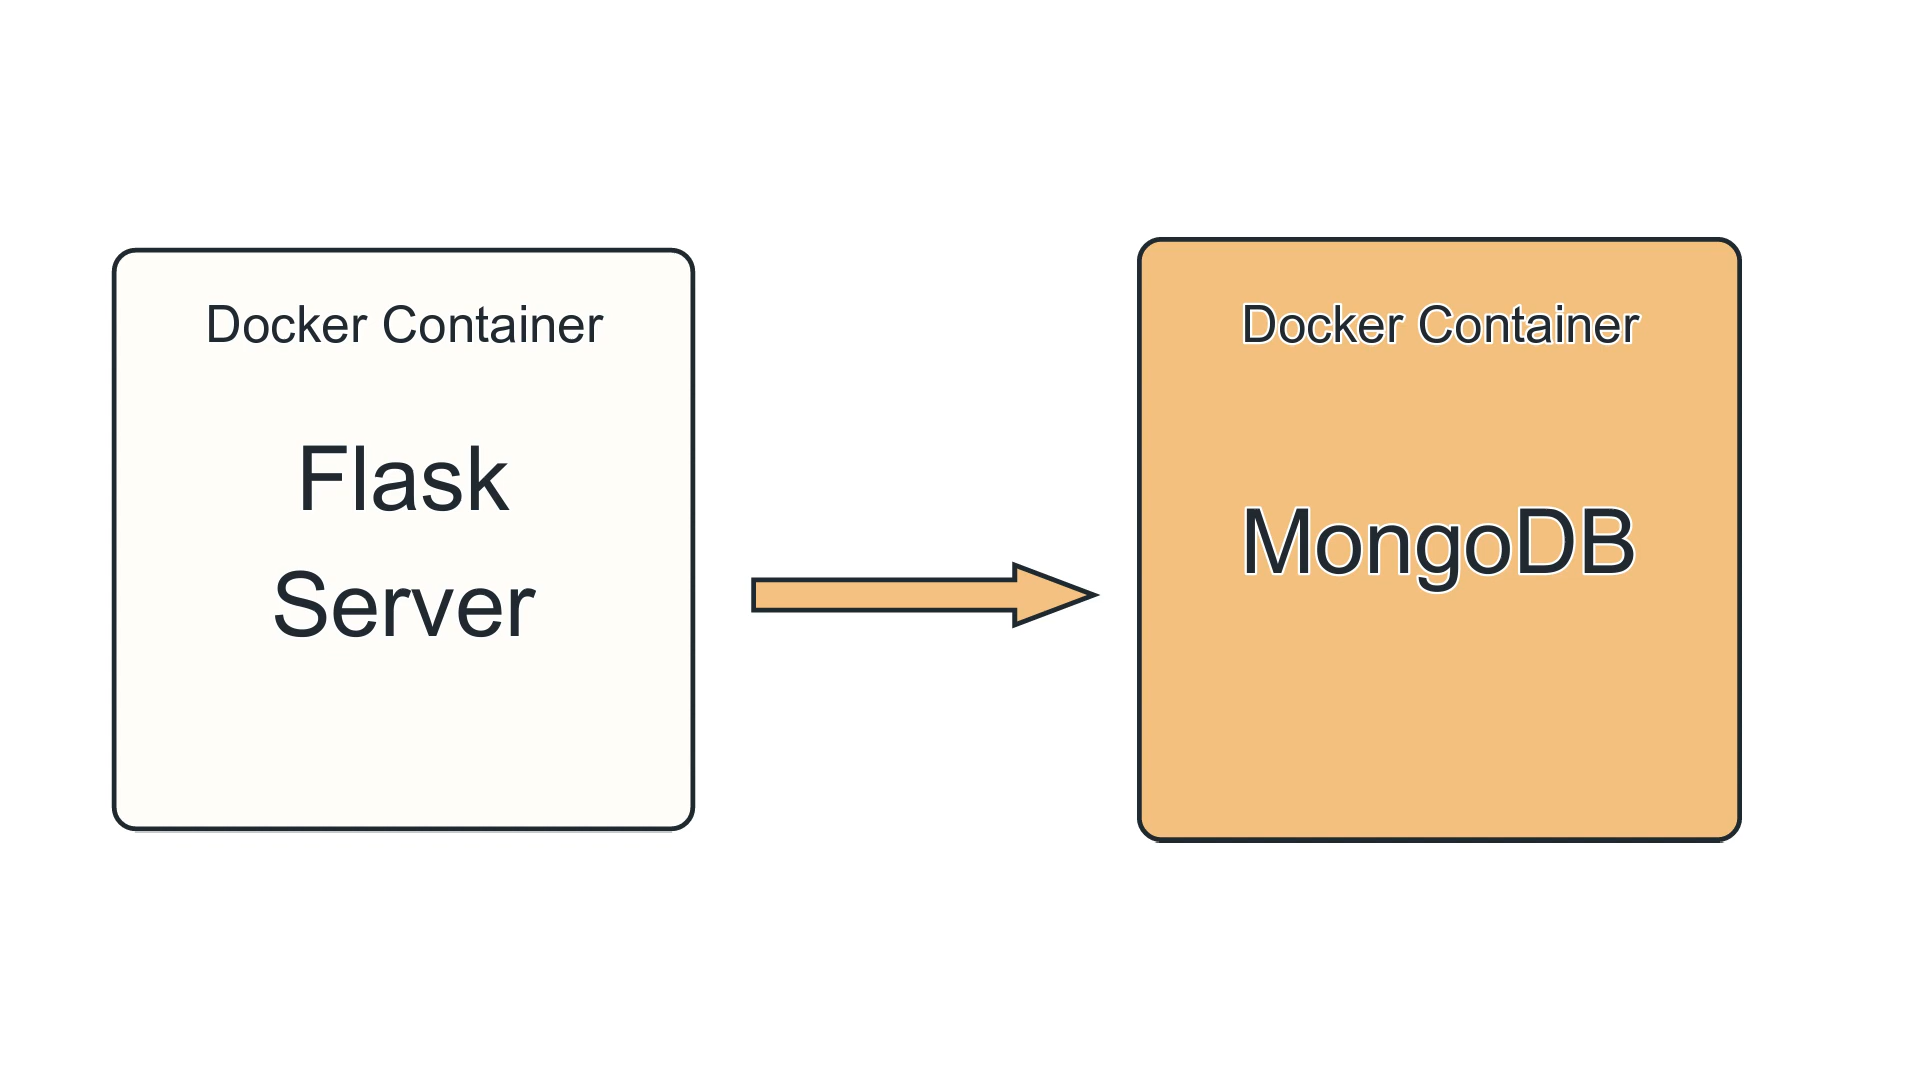 Docker Container
Flask
Server
Docker Container
MongoDB